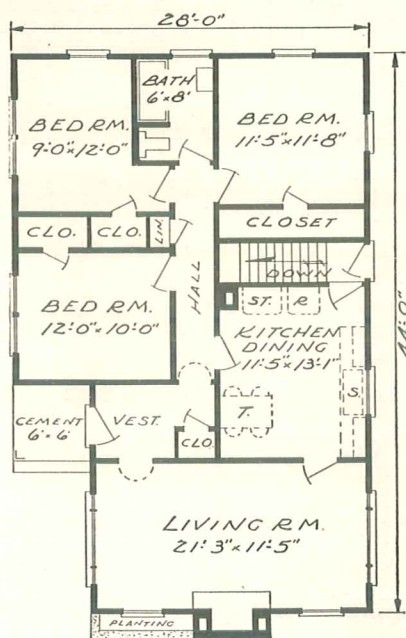 28'-0"
BATH
6'x8'
BED RM.
9'-0"x12'-0"
BED RM.
11'-5"x11'-8"
CLO.
CLO.
LIN.
CLOSET
DOWN
HALL
BED RM.
12'-0"x10'-0"
ST.
R.
KITCHEN
DINING
11'-5"x13'-1"
44'-0"
S.
T.
CEMENT
6'x6'
VEST.
CLO.
LIVING RM.
21'-3"x11'-5"
PLANTING